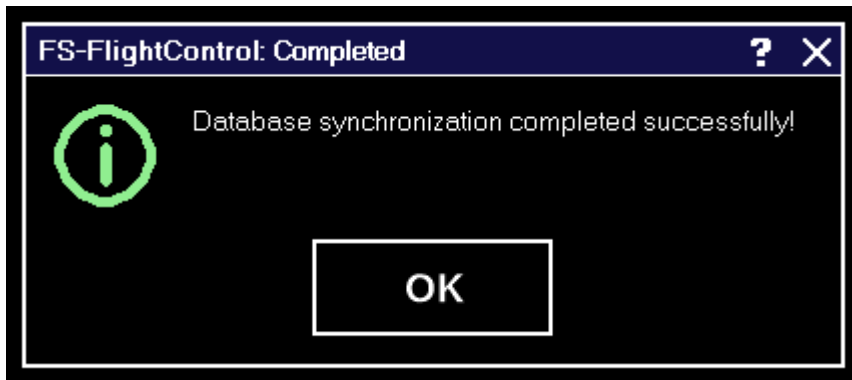 FS-FlightControl: Completed ? X
Database synchronization completed successfully!
OK